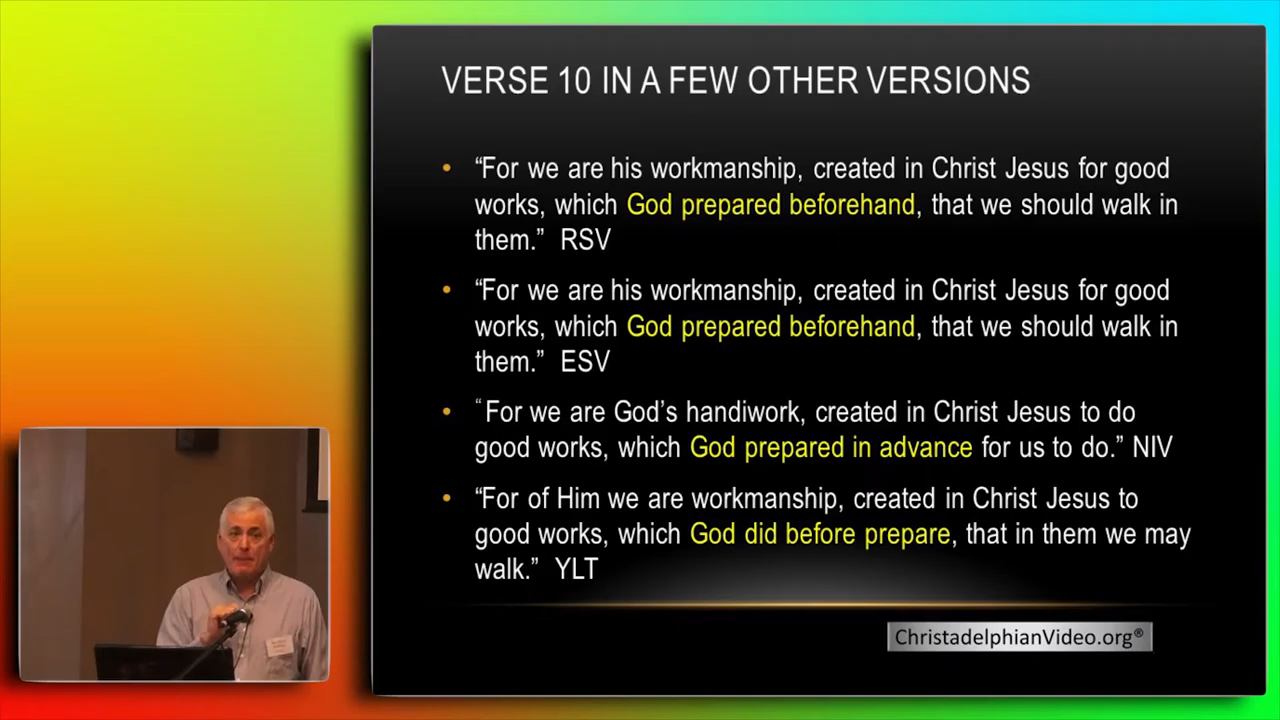 VERSE 10 IN A FEW OTHER VERSIONS
• “For we are his workmanship, created in Christ Jesus for good
works, which God prepared beforehand, that we should walk in
them.” RSV
• “For we are his workmanship, created in Christ Jesus for good
works, which God prepared beforehand, that we should walk in
them.” ESV
• “For we are God’s handiwork, created in Christ Jesus to do
good works, which God prepared in advance for us to do.” NIV
• “For of Him we are workmanship, created in Christ Jesus to
good works, which God did before prepare, that in them we may
walk.” YLT
ChristadelphianVideo.org®